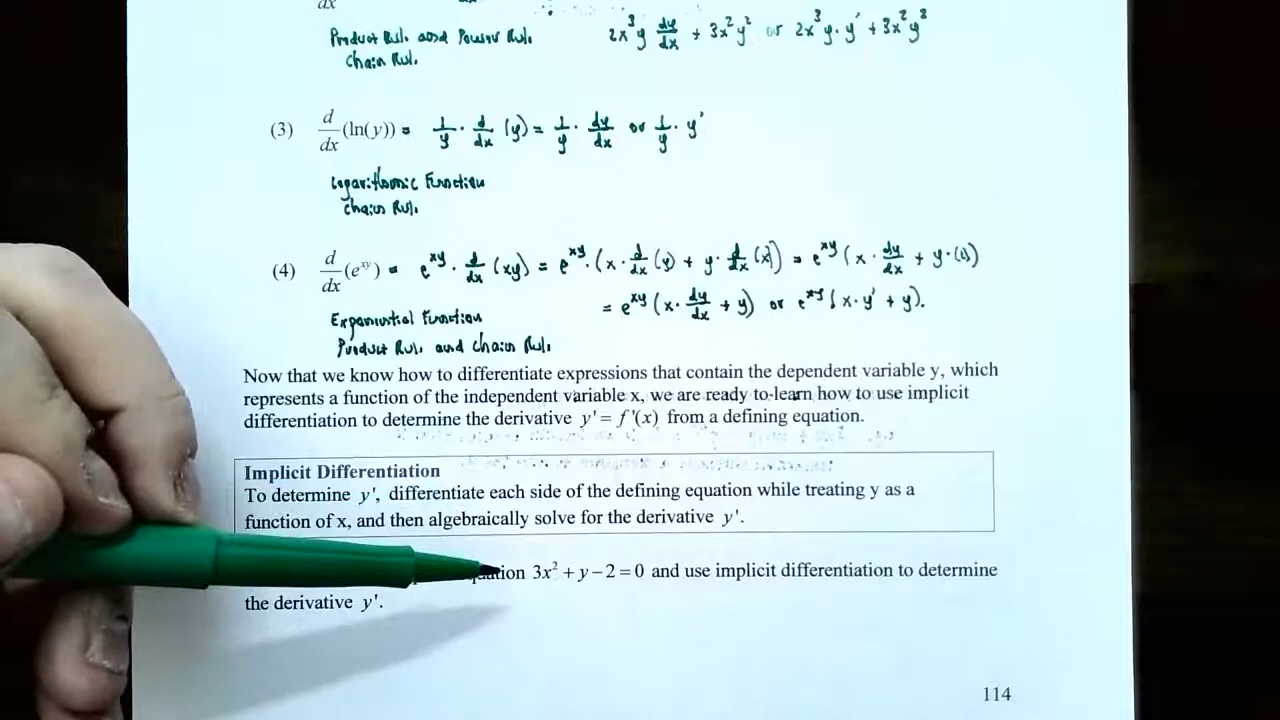 dx
Product Rule and Power Rule
2x³y dy/dx + 3x²y² or 2x³y·y' + 3x²y²
Chain Rule
(3) d/dx (ln(y)) = 1/y · d/dx (y) = 1/y · dy/dx or 1/y · y'
Logarithmic Function
Chain Rule
(4) d/dx (e^xy) = e^xy · d/dx (xy) = e^xy · (x · d/dx (y) + y · d/dx (x)) = e^xy (x · dy/dx + y·(1))
= e^xy (x · dy/dx + y) or e^xy (x·y' + y).
Exponential Function
Product Rule and Chain Rule
Now that we know how to differentiate expressions that contain the dependent variable y, which
represents a function of the independent variable x, we are ready to learn how to use implicit
differentiation to determine the derivative y' = f'(x) from a defining equation.
Implicit Differentiation
To determine y', differentiate each side of the defining equation while treating y as a
function of x, and then algebraically solve for the derivative y'.
3x² + y − 2 = 0 and use implicit differentiation to determine
the derivative y'.
114